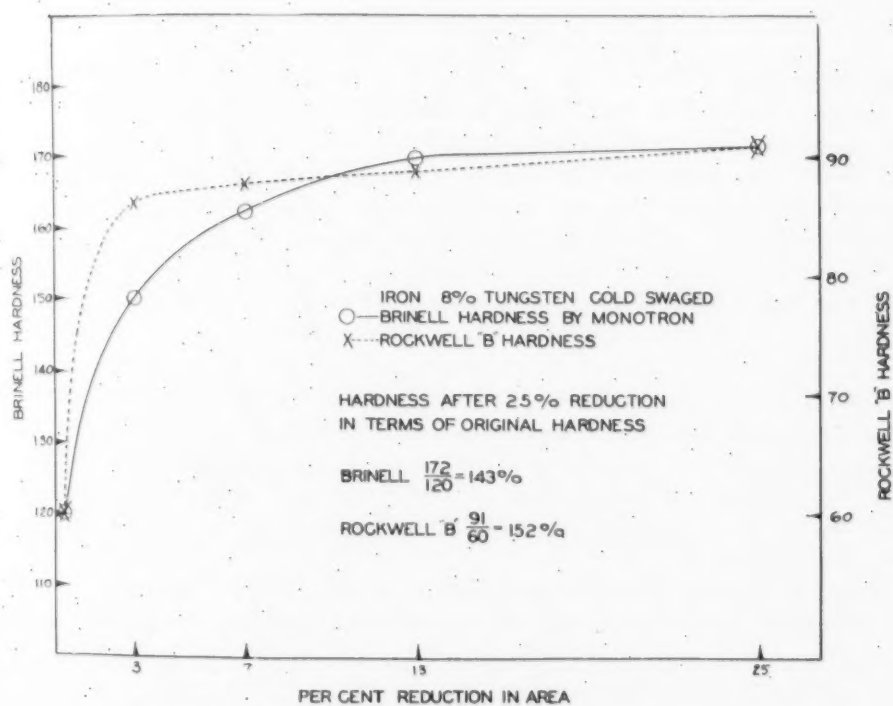 180
170
160
150
140
130
120
110
BRINELL HARDNESS
90
80
70
60
ROCKWELL "B" HARDNESS
IRON 8% TUNGSTEN COLD SWAGED
BRINELL HARDNESS BY MONOTRON
ROCKWELL "B" HARDNESS
HARDNESS AFTER 25% REDUCTION
IN TERMS OF ORIGINAL HARDNESS
BRINELL 172/120 = 143%
ROCKWELL "B" 91/60 = 152%
3 7 13 25
PER CENT REDUCTION IN AREA